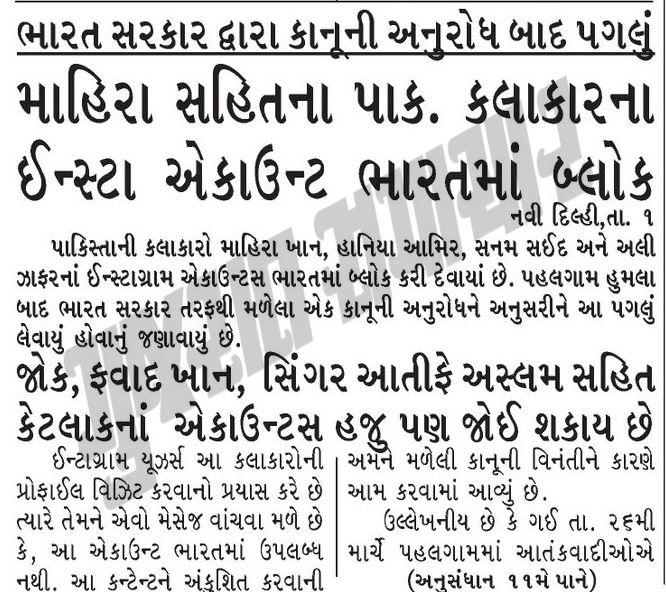 ભારત સરકાર દ્વારા કાનૂની અનુરોધ બાદ પગલું
માહિરા સહિતના પાક. કલાકારના
ઈન્સ્ટા એકાઉન્ટ ભારતમાં બ્લોક
નવી દિલ્હી,તા. ૧
પાકિસ્તાની કલાકારો માહિરા ખાન, હાનિયા આમિર, સનમ સઈદ અને અલી
ઝાફરનાં ઈન્સ્ટાગ્રામ એકાઉન્ટસ ભારતમાં બ્લોક કરી દેવાયાં છે. પહલગામ હુમલા
બાદ ભારત સરકાર તરફથી મળેલા એક કાનૂની અનુરોધને અનુસરીને આ પગલું
લેવાયું હોવાનું જણાવાયું છે.
જોક, ફવાદ ખાન, સિંગર આતીફે અસ્લમ સહિત
કેટલાકનાં એકાઉન્ટસ હજુ પણ જોઈ શકાય છે
ઈન્ટાગ્રામ યૂઝર્સ આ કલાકારોની
પ્રોફાઈલ વિઝિટ કરવાનો પ્રયાસ કરે છે
ત્યારે તેમને એવો મેસેજ વાંચવા મળે છે
કે, આ એકાઉન્ટ ભારતમાં ઉપલબ્ધ
નથી. આ કન્ટેન્ટને અંકુશિત કરવાની
અમને મળેલી કાનૂની વિનંતીને કારણે
આમ કરવામાં આવ્યું છે.
ઉલ્લેખનીય છે કે ગઈ તા. ૨૬મી
માર્ચે પહલગામમાં આતંકવાદીઓએ
(અનુસંધાન ૧૧મે પાને)
ગુજરાત સમાચાર